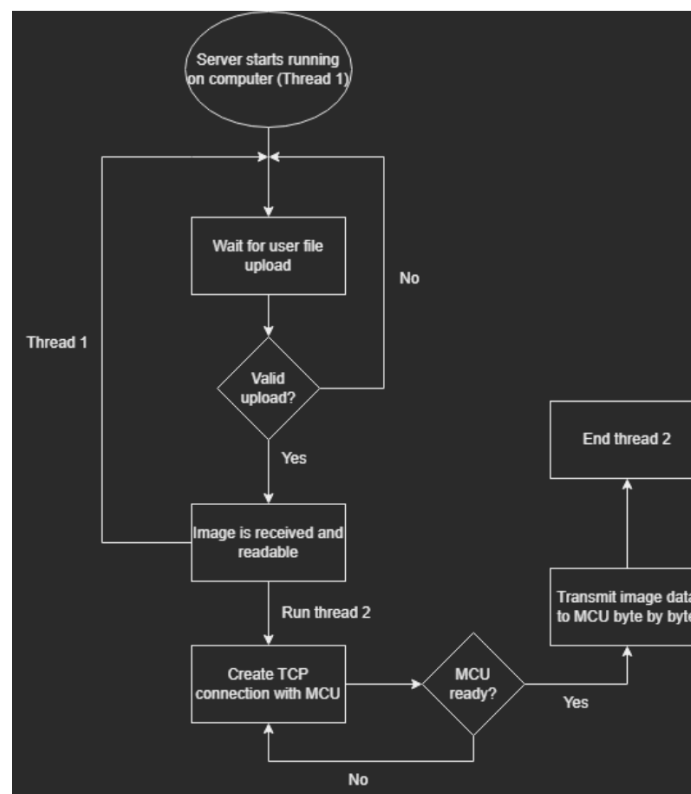 Server starts running
on computer (Thread 1)
Wait for user file
upload
No
Thread 1
Valid
upload?
Yes
End thread 2
Image is received and
readable
Transmit image data
to MCU byte by byte
Run thread 2
Create TCP
connection with MCU
MCU
ready?
Yes
No